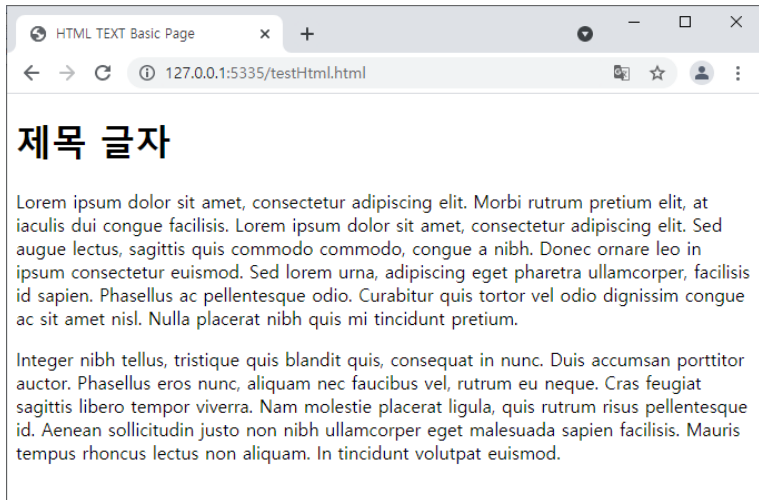 HTML TEXT Basic Page
127.0.0.1:5335/testHtml.html
제목 글자
Lorem ipsum dolor sit amet, consectetur adipiscing elit. Morbi rutrum pretium elit, at
iaculis dui congue facilisis. Lorem ipsum dolor sit amet, consectetur adipiscing elit. Sed
augue lectus, sagittis quis commodo commodo, congue a nibh. Donec ornare leo in
ipsum consectetur euismod. Sed lorem urna, adipiscing eget pharetra ullamcorper, facilisis
id sapien. Phasellus ac pellentesque odio. Curabitur quis tortor vel odio dignissim congue
ac sit amet nisl. Nulla placerat nibh quis mi tincidunt pretium.
Integer nibh tellus, tristique quis blandit quis, consequat in nunc. Duis accumsan porttitor
auctor. Phasellus eros nunc, aliquam nec faucibus vel, rutrum eu neque. Cras feugiat
sagittis libero tempor viverra. Nam molestie placerat ligula, quis rutrum risus pellentesque
id. Aenean sollicitudin justo non nibh ullamcorper eget malesuada sapien facilisis. Mauris
tempus rhoncus lectus non aliquam. In tincidunt volutpat euismod.